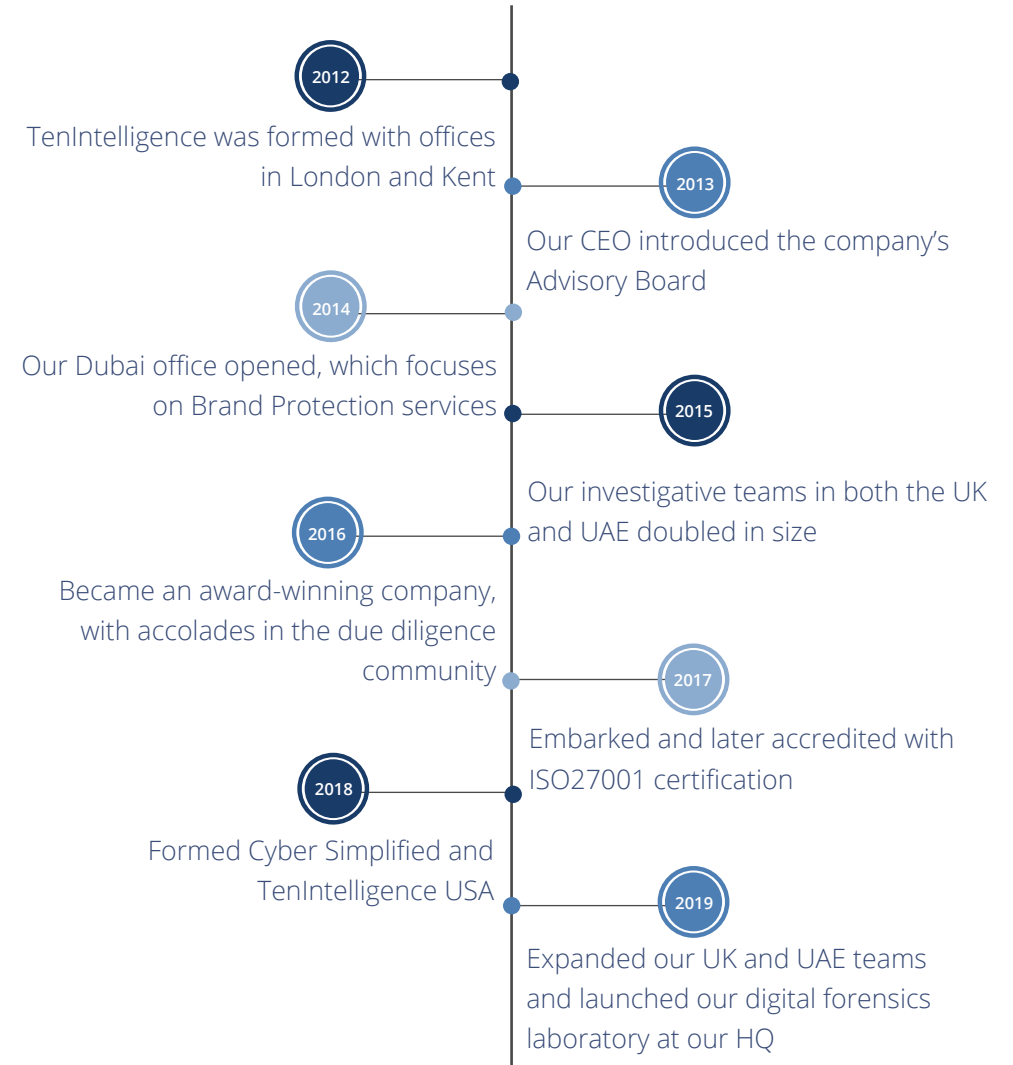 2012
TenIntelligence was formed with offices
in London and Kent
2013
Our CEO introduced the company’s
Advisory Board
2014
Our Dubai office opened, which focuses
on Brand Protection services
2015
Our investigative teams in both the UK
and UAE doubled in size
2016
Became an award-winning company,
with accolades in the due diligence
community
2017
Embarked and later accredited with
ISO27001 certification
2018
Formed Cyber Simplified and
TenIntelligence USA
2019
Expanded our UK and UAE teams
and launched our digital forensics
laboratory at our HQ